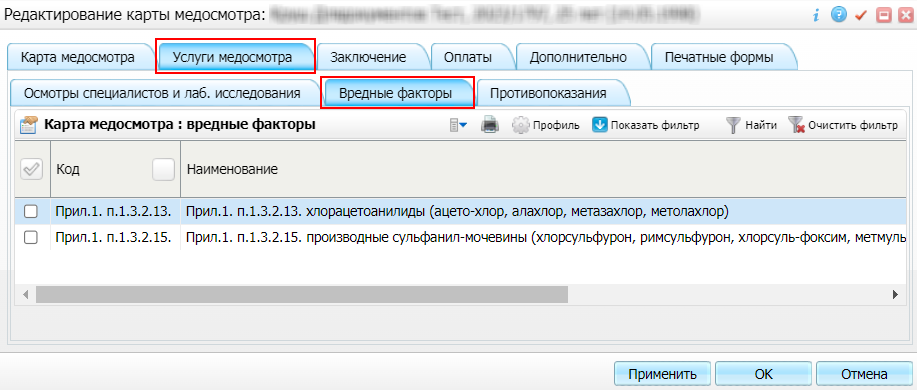 Редактирование карты медосмотра:
Карта медосмотра Услуги медосмотра Заключение Оплаты Дополнительно Печатные формы
Осмотры специалистов и лаб. исследования Вредные факторы Противопоказания
Карта медосмотра : вредные факторы Профиль Показать фильтр Найти Очистить фильтр
Код Наименование
Прил.1. п.1.3.2.13. Прил.1. п.1.3.2.13. хлорацетоанилиды (ацето-хлор, алахлор, метазахлор, метолахлор)
Прил.1. п.1.3.2.15. Прил.1. п.1.3.2.15. производные сульфанил-мочевины (хлорсульфурон, римсульфурон, хлорсуль-фоксим, метмуль
Применить OK Отмена